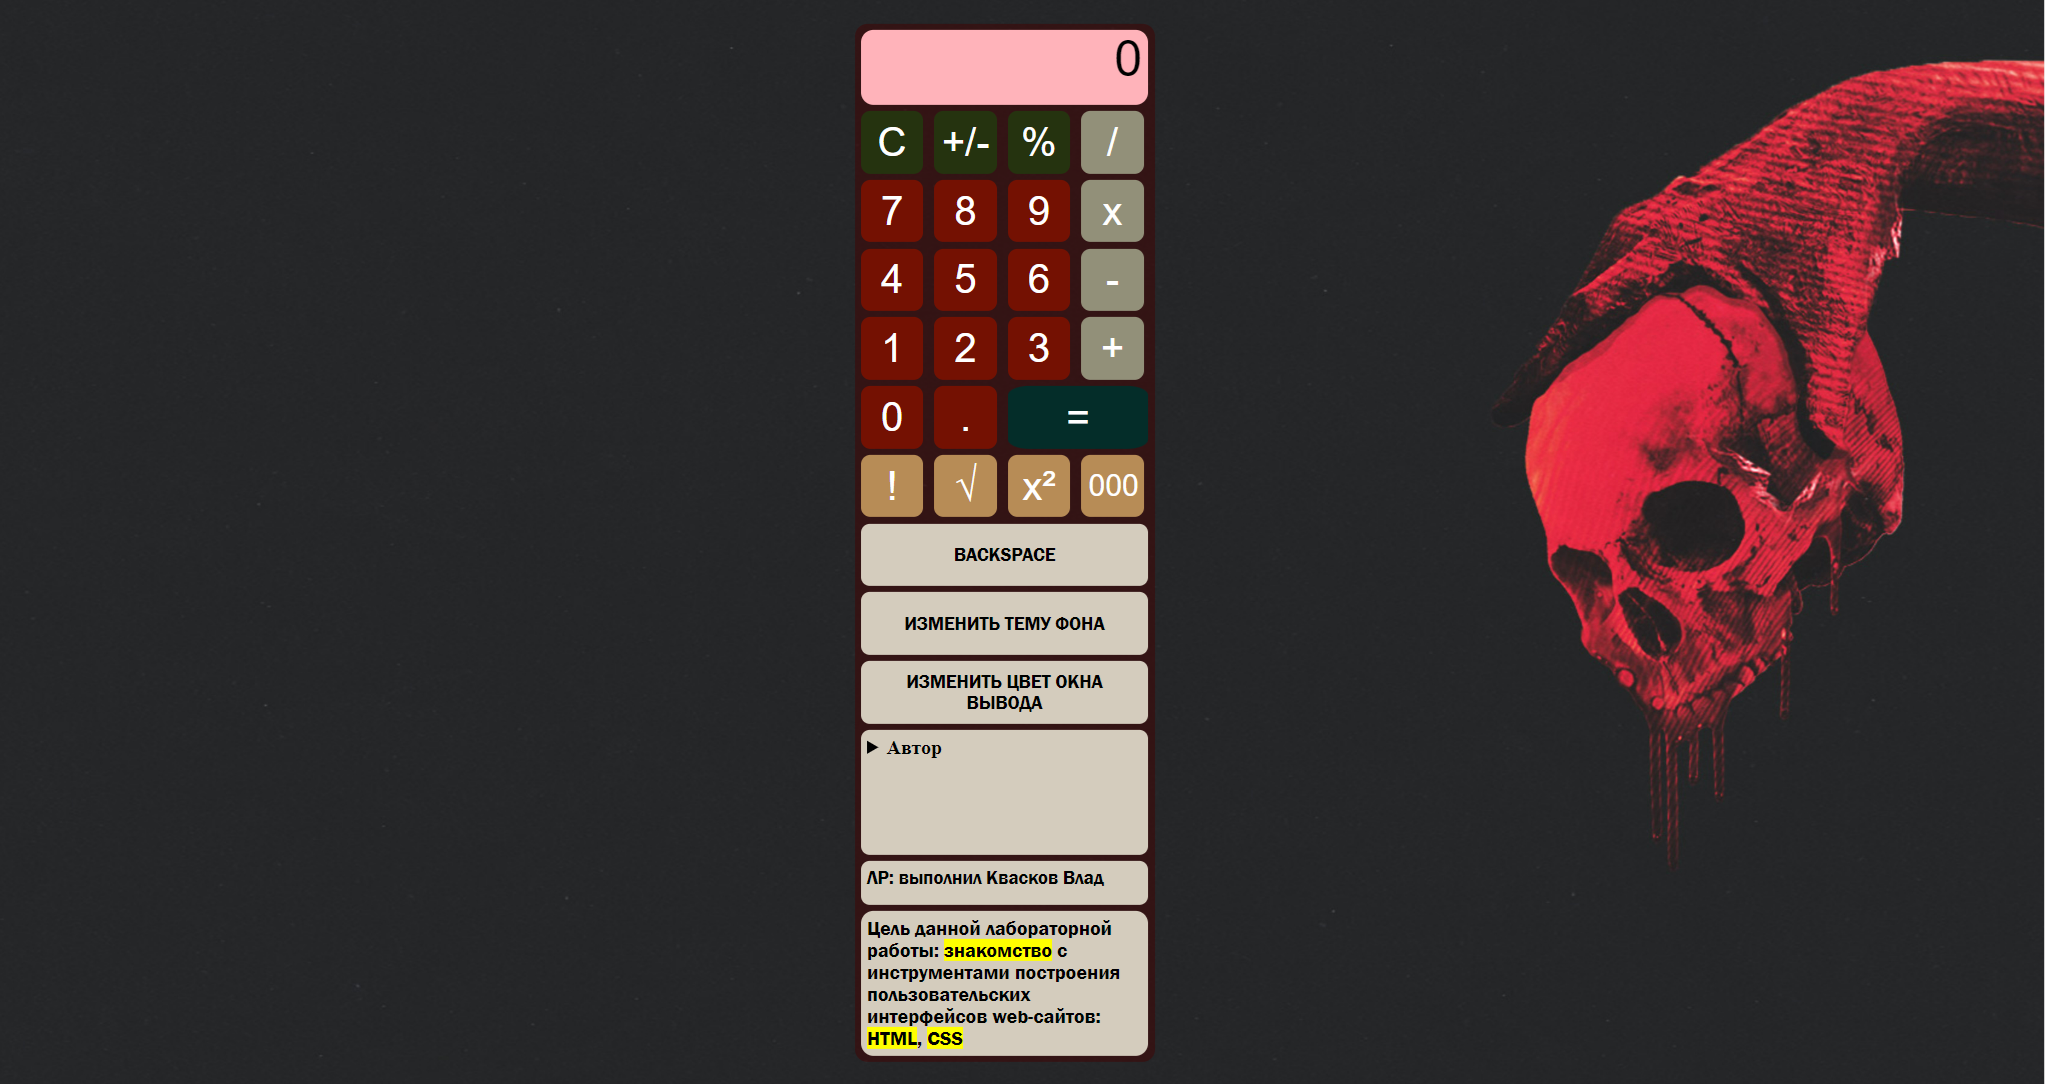 0
C +/- % /
7 8 9 x
4 5 6 -
1 2 3 +
0 . =
! √ x² 000
BACKSPACE
ИЗМЕНИТЬ ТЕМУ ФОНА
ИЗМЕНИТЬ ЦВЕТ ОКНА
ВЫВОДА
▶ Автор
ЛР: выполнил Квасков Влад
Цель данной лабораторной
работы: знакомство с
инструментами построения
пользовательских
интерфейсов web-сайтов:
HTML, CSS